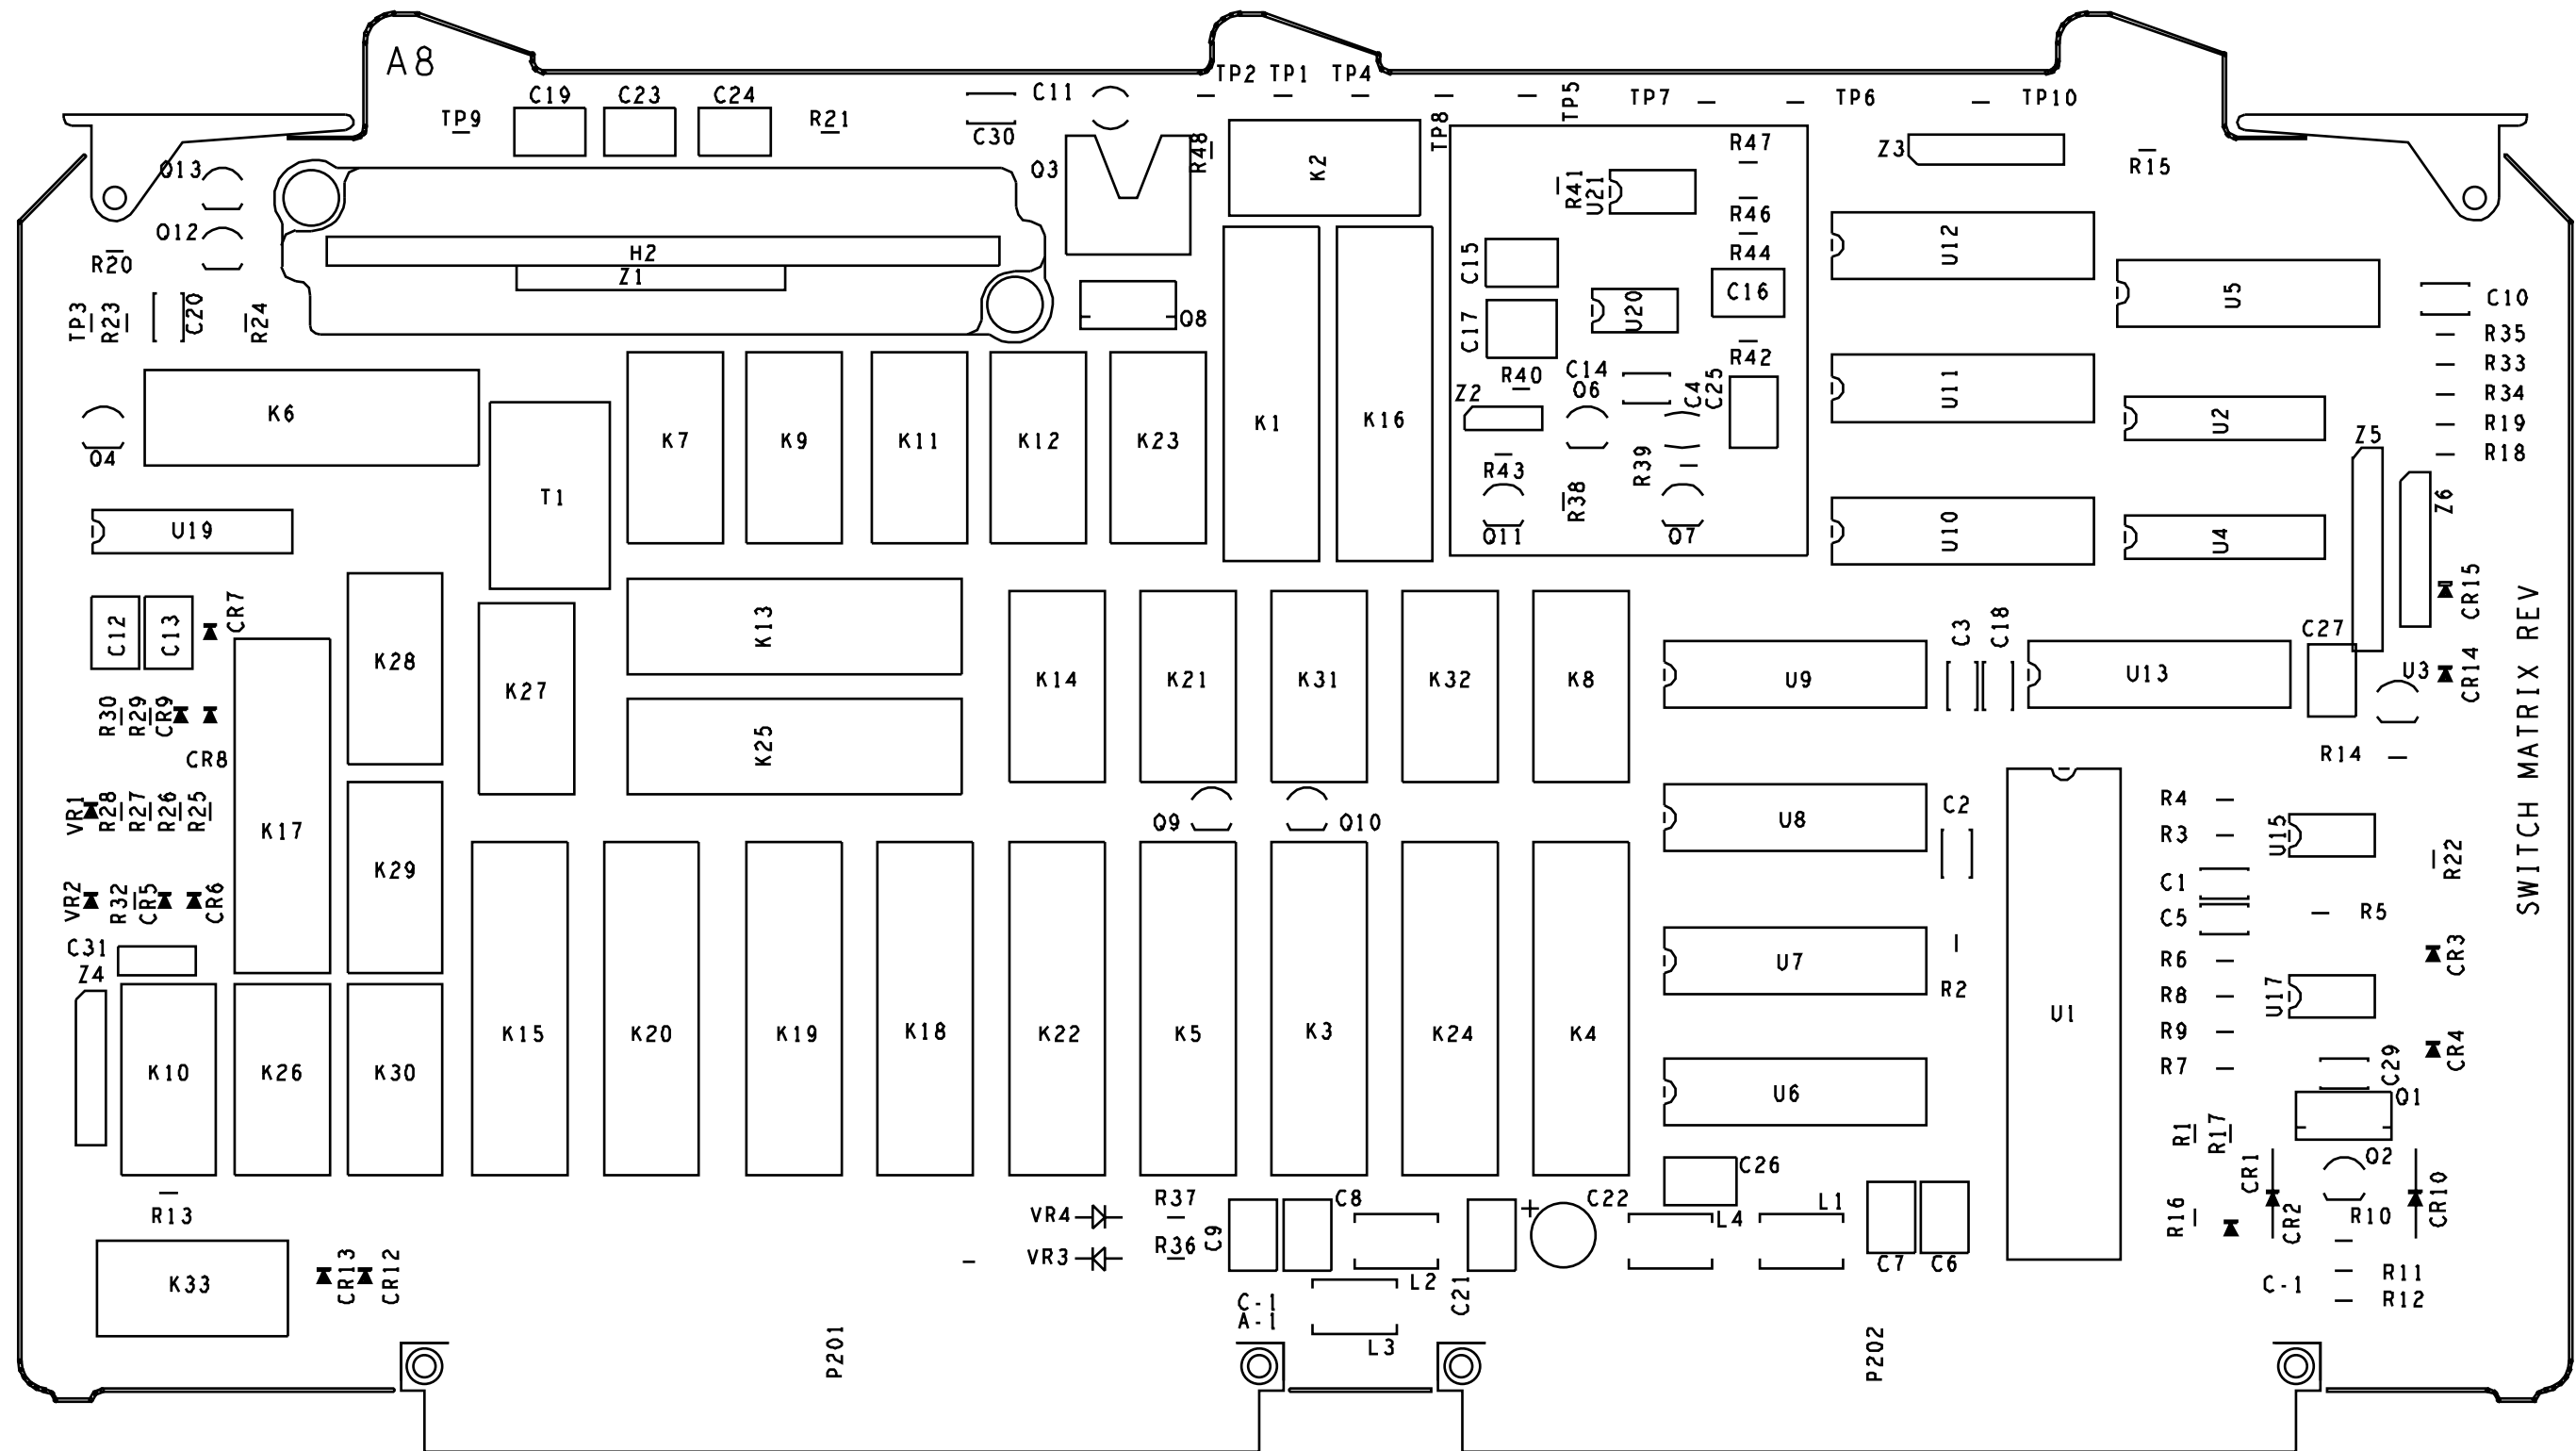 A8
TP2 TP1 TP4
C19 C23 C24 C11
TP5 TP7 TP6 TP10
TP9 R21 C30 TP8
Q13 Q3 R48 K2 R47 Z3 R15
R41 U21
R46
Q12 H2 R44 U12
R20 Z1 C15
C16 U5 C10
TP3 R23 C20 R24 Q8 C17 U20
R35
R42 R33
R40 C14 U11
Z2 Q6 C4 C25 R34
K6 K1 K16 U2 R19
Q4 K7 K9 K11 K12 K23 Z5 R18
R43 R39
T1 R38 Z6
U19 Q11 Q7 U10 U4
CR15
CR7 K13 C3 C18 C27
C12 C13 K28
K27 K14 K21 K31 K32 K8 U9 U13 U3 CR14
R30 R29 CR9
CR8 K25 R14
SWITCH MATRIX REV
VR1 R28 R27 R26 R25 R4
K17 Q9 Q10 U8 C2 R3 U15
K29 R22
VR2 R32 CR5 CR6 C1
C5 R5
C31 U7 R6 CR3
Z4 R2 R8 U17
K15 K20 K19 K18 K22 K5 K3 K24 K4 U1 R9
K10 K26 K30 R7 C29 CR4
U6 Q1
R1 R17
C26 CR1 Q2
R13 VR4 R37 C8 C22 L4 L1 R16 CR2 R10 CR10
VR3 R36 C9
K33 CR13 CR12 L2 C21 C7 C6 C-1 R11
C-1 R12
A-1
P201 L3 P202